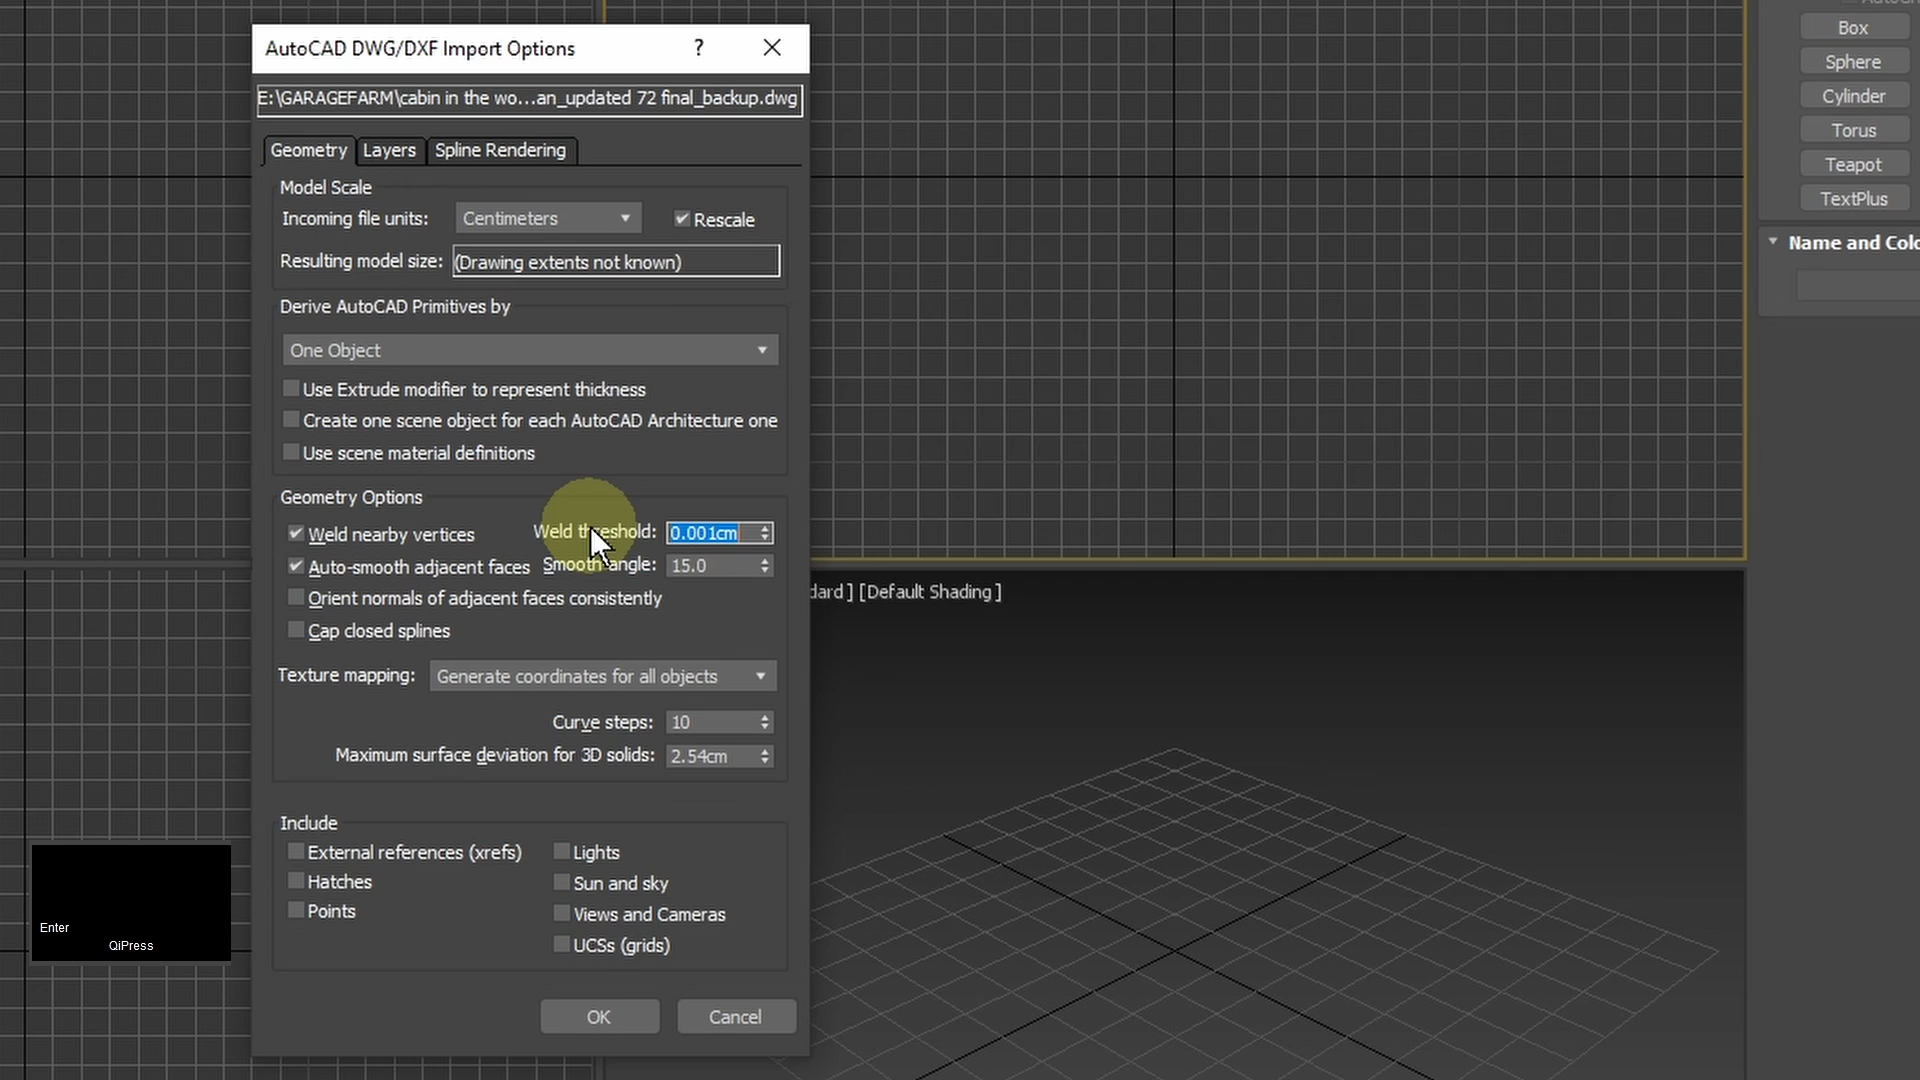 AutoCAD DWG/DXF Import Options ?
E:\GARAGEFARM\cabin in the wo...an_updated 72 final_backup.dwg
Geometry Layers Spline Rendering
Model Scale
Incoming file units: Centimeters Rescale
Resulting model size: (Drawing extents not known)
Derive AutoCAD Primitives by
One Object
Use Extrude modifier to represent thickness
Create one scene object for each AutoCAD Architecture one
Use scene material definitions
Geometry Options
Weld nearby vertices Weld threshold: 0.001cm
Auto-smooth adjacent faces Smooth angle: 15.0
Orient normals of adjacent faces consistently
Cap closed splines
Texture mapping: Generate coordinates for all objects
Curve steps: 10
Maximum surface deviation for 3D solids: 2.54cm
Include
External references (xrefs) Lights
Hatches Sun and sky
Points Views and Cameras
UCSs (grids)
OK Cancel
Enter
QiPress
dard ] [Default Shading ]
Box
Sphere
Cylinder
Torus
Teapot
TextPlus
Name and Colo